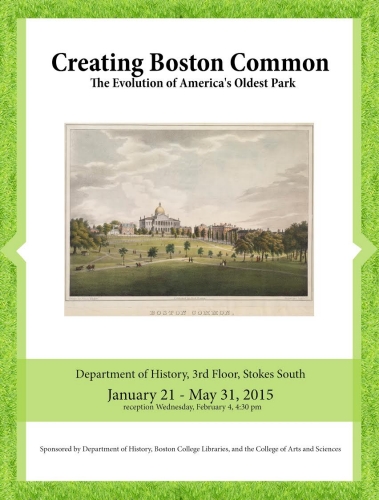 Creating Boston Common
The Evolution of America's Oldest Park
BOSTON COMMON.
Department of History, 3rd Floor, Stokes South
January 21 - May 31, 2015
reception Wednesday, February 4, 4:30 pm
Sponsored by Department of History, Boston College Libraries, and the College of Arts and Sciences